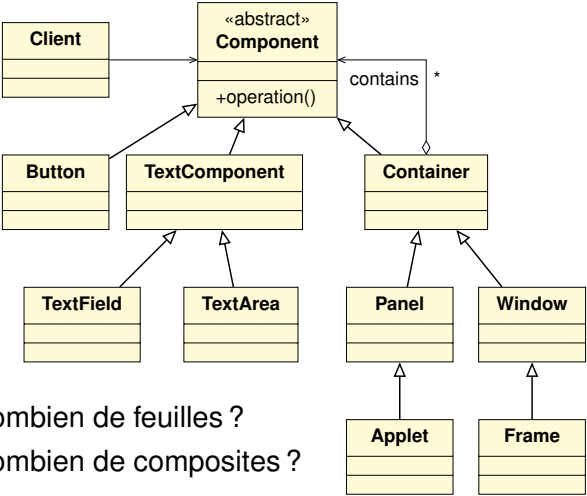 «abstract»
Client
Component
contains
*
+operation()
Button
TextComponent
Container
TextField
TextArea
Panel
Window
ombien de feuilles ?
Applet
Frame
ombien de composites ?